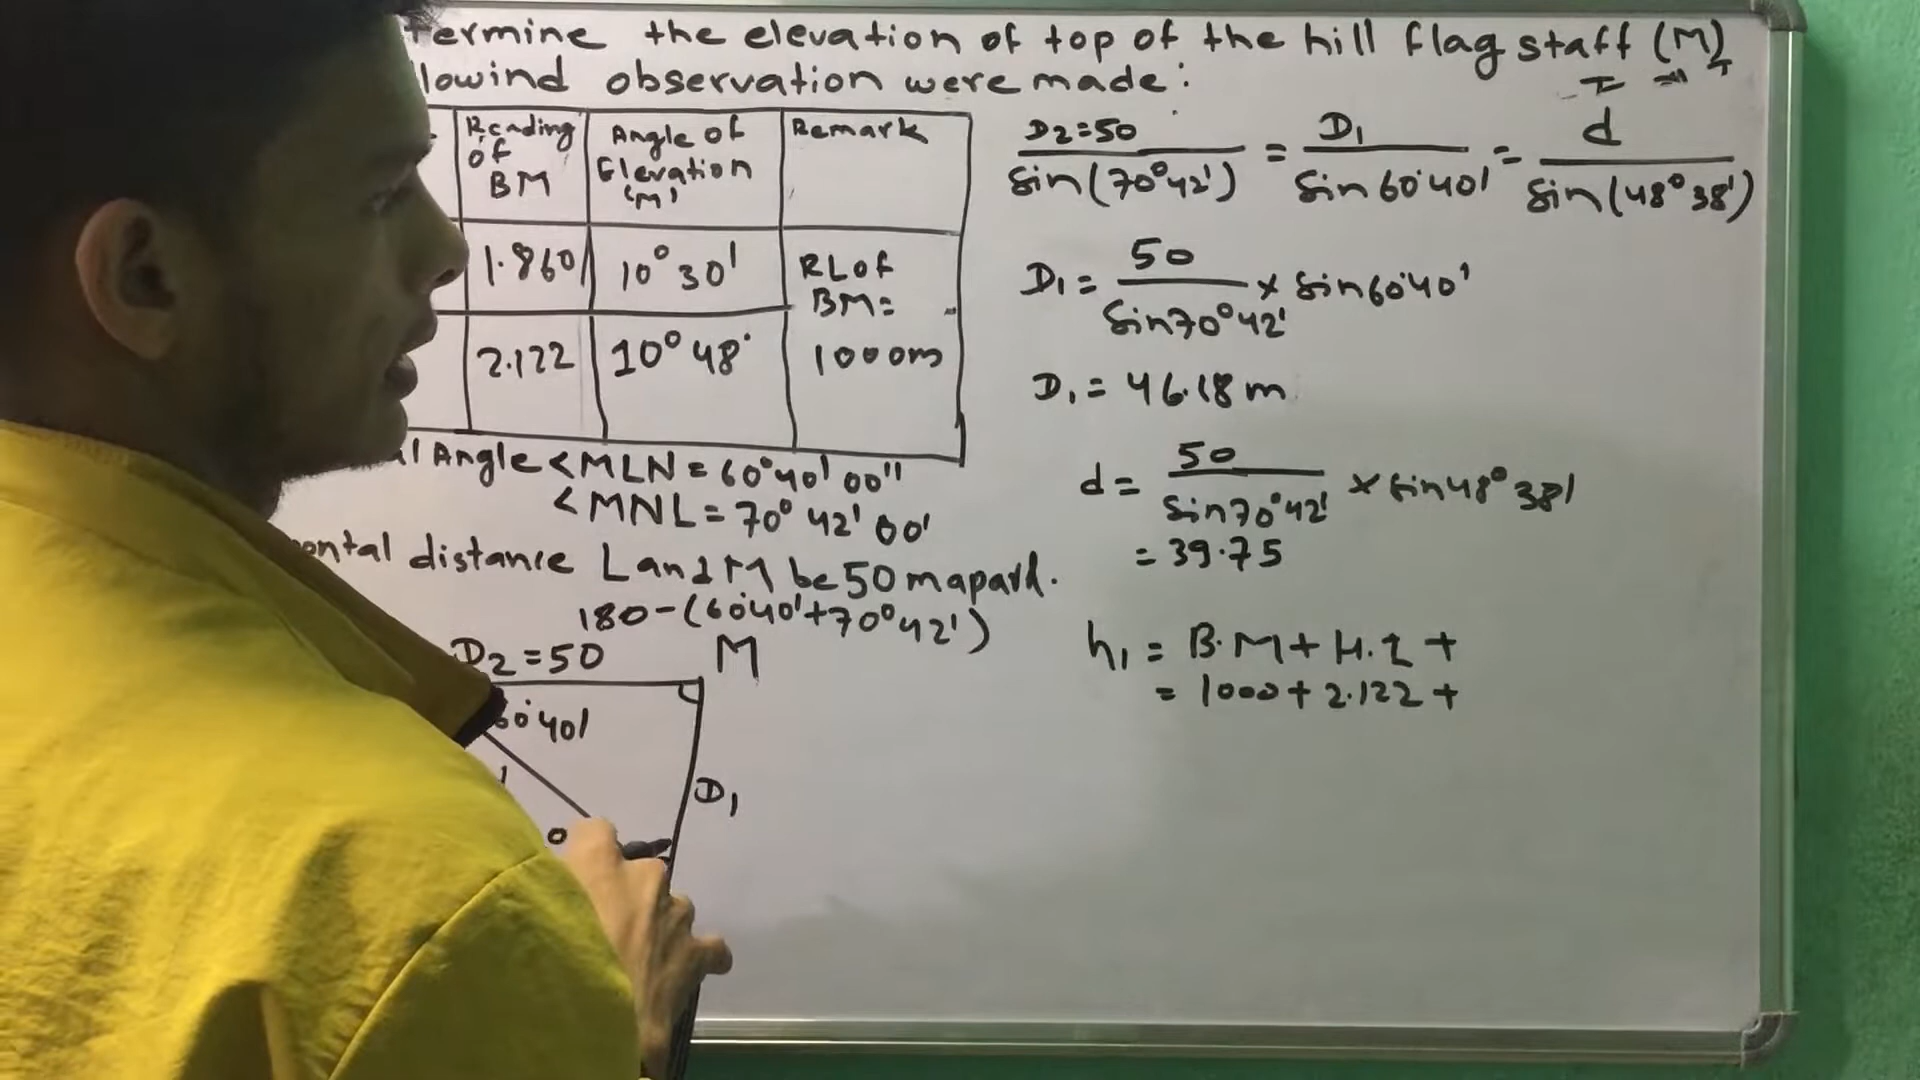 termine the elevation of top of the hill flag staff (M),
lowind observation were made:
Reading of BM
Angle of Elevation (M)
Remark
1.860
10° 30'
RL of BM=
2.122
10° 48'
1000m
Angle <MLN = 60°40' 00"
<MNL = 70° 42' 00'
ontal distance L and M be 50 m apard.
180-(60°40'+70°42')
D2 = 50
M
60°40'
D1
D2=50 / sin(70°42') = D1 / sin 60°40' = d / sin(48°38')
D1 = 50 / sin70°42' × sin60°40'
D1 = 46.18 m
d = 50 / sin70°42' × sin48°38'
= 39.75
h1 = B.M + H.I +
= 1000 + 2.122 +